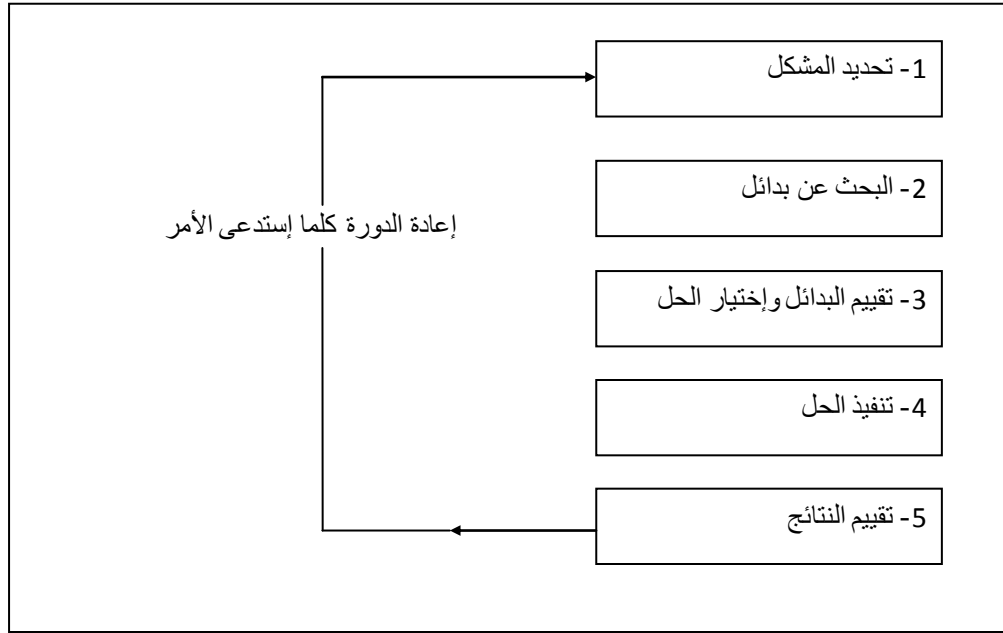 1- تحديد المشكل
2- البحث عن بدائل
إعادة الدورة كلما إستدعى الأمر
3- تقييم البدائل وإختيار الحل
4- تنفيذ الحل
5- تقييم النتائج